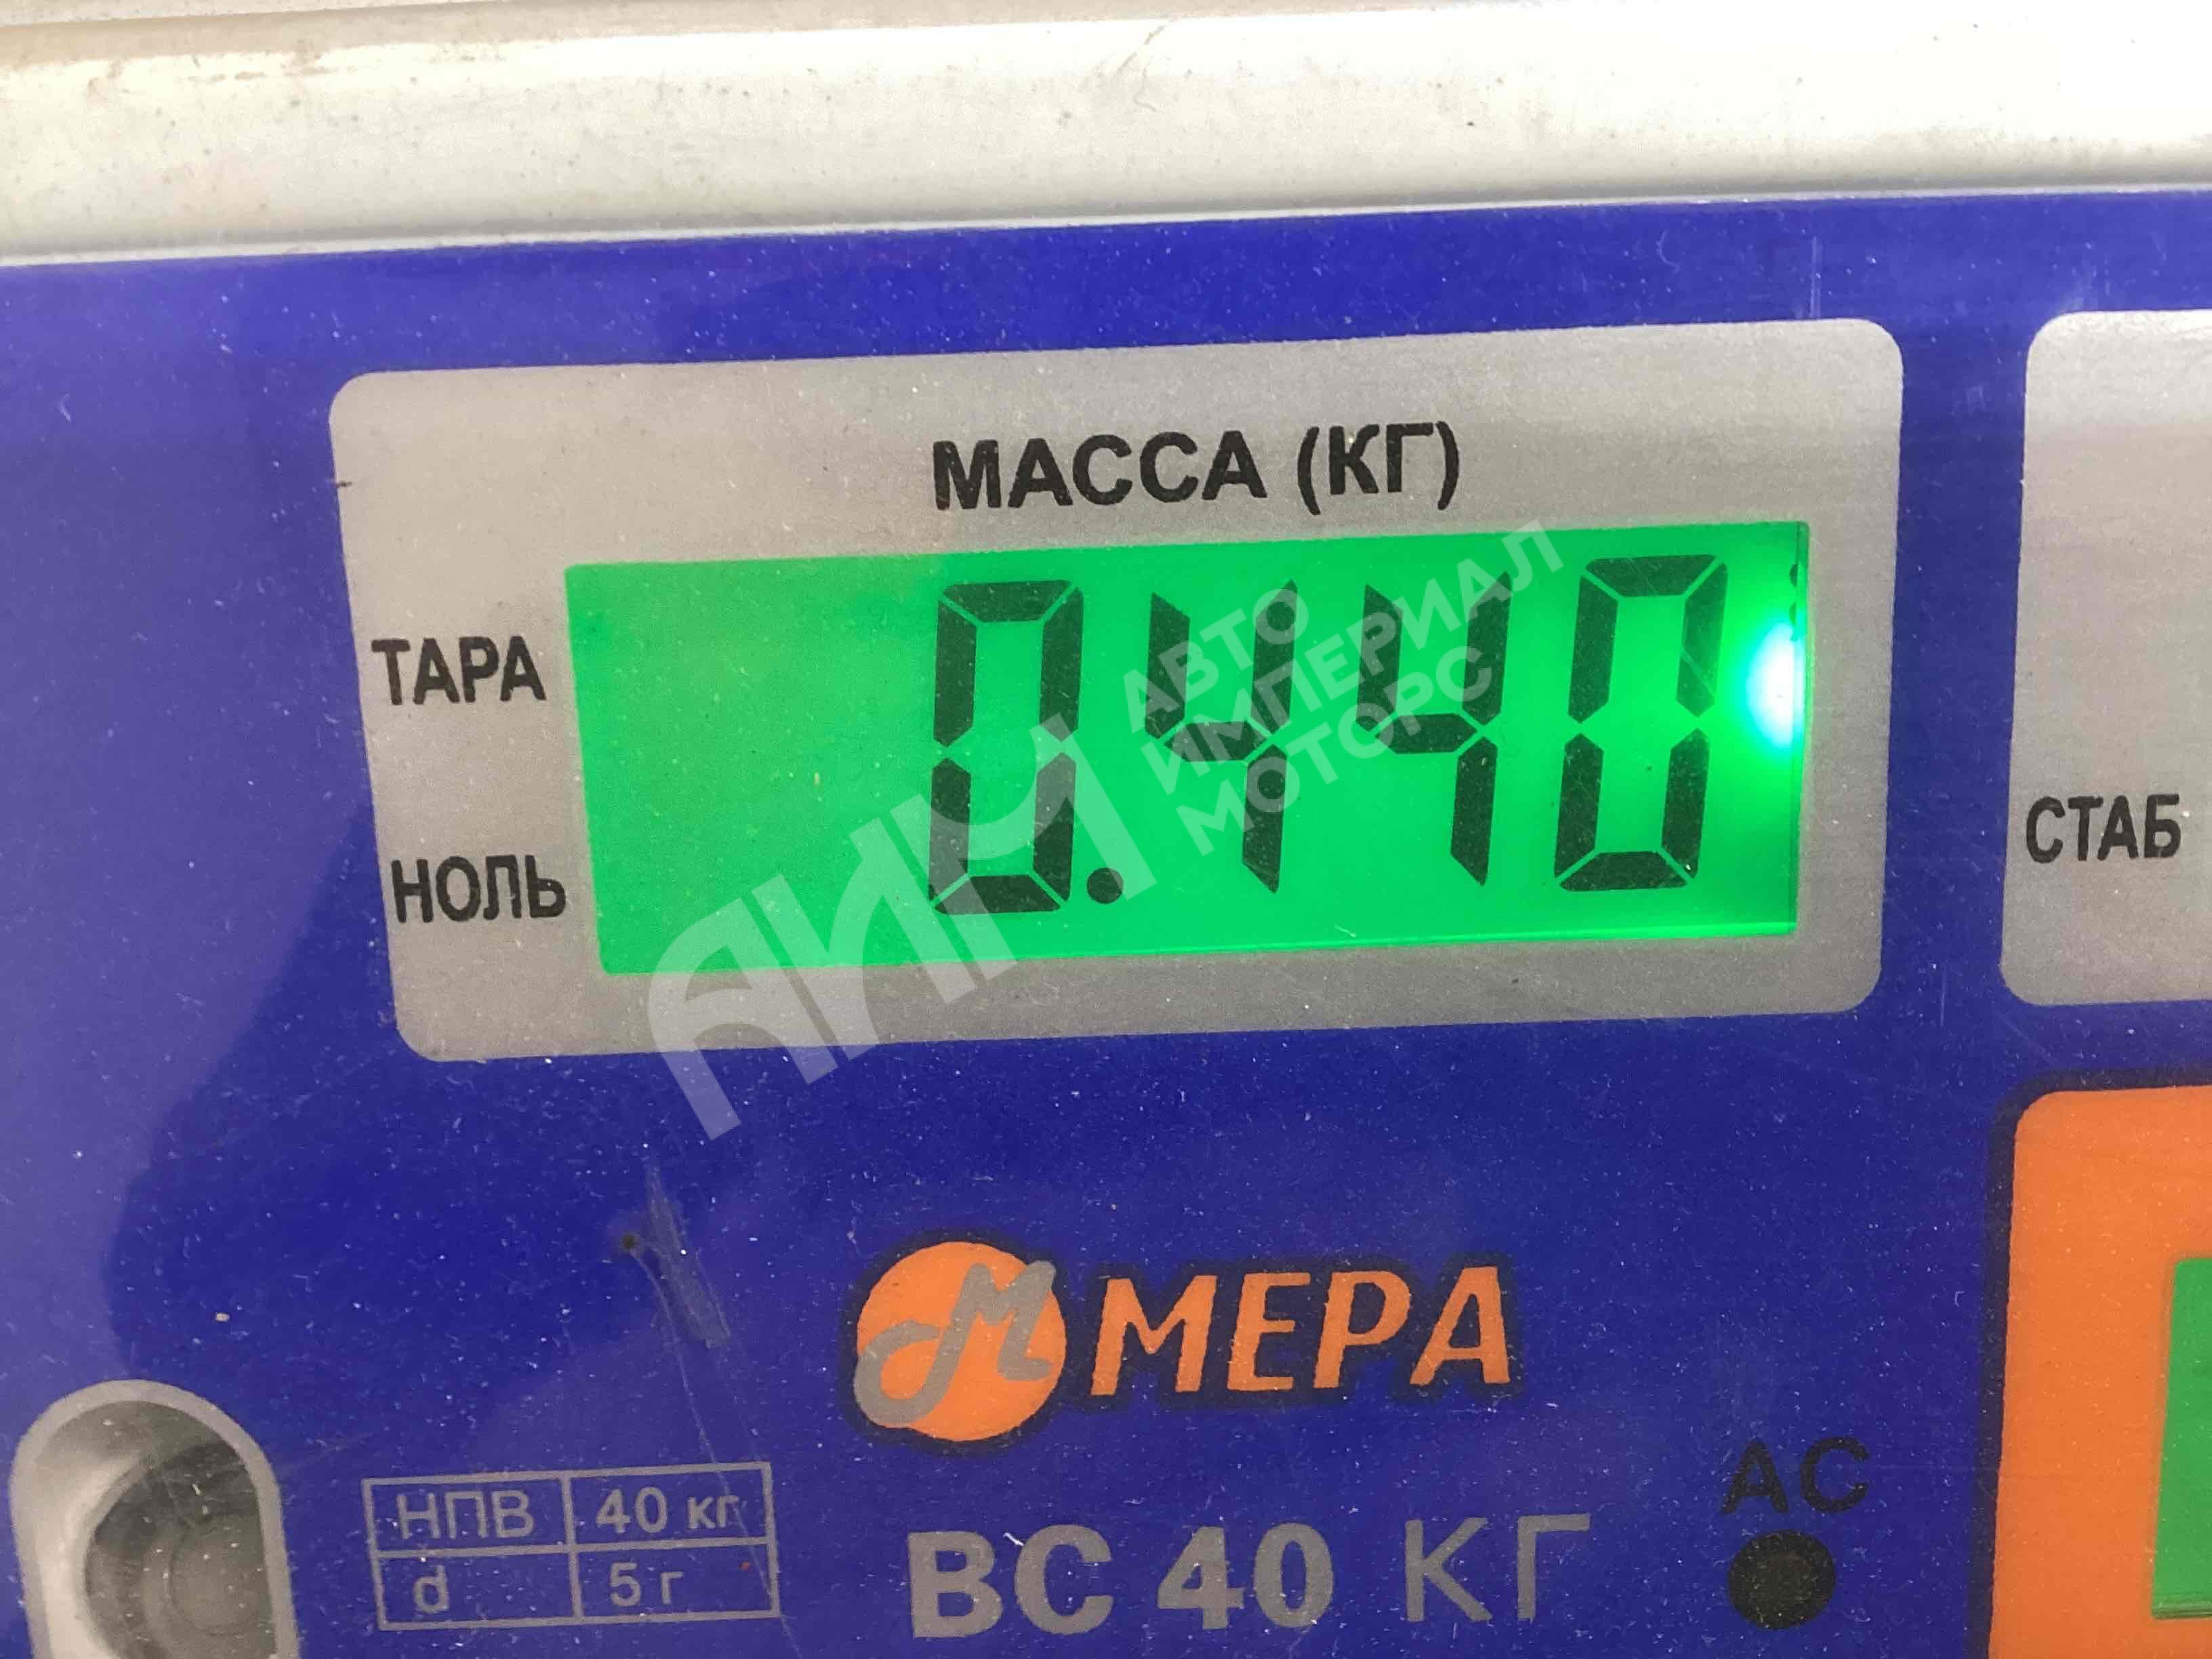 МАССА (КГ)
ТАРА
0.440
НОЛЬ
СТАБ
АИМ
АВТО
ИМПЕРИАЛ
МОТОРС
М МЕРА
НПВ 40 кг
d 5 г
ВС 40 КГ
АС